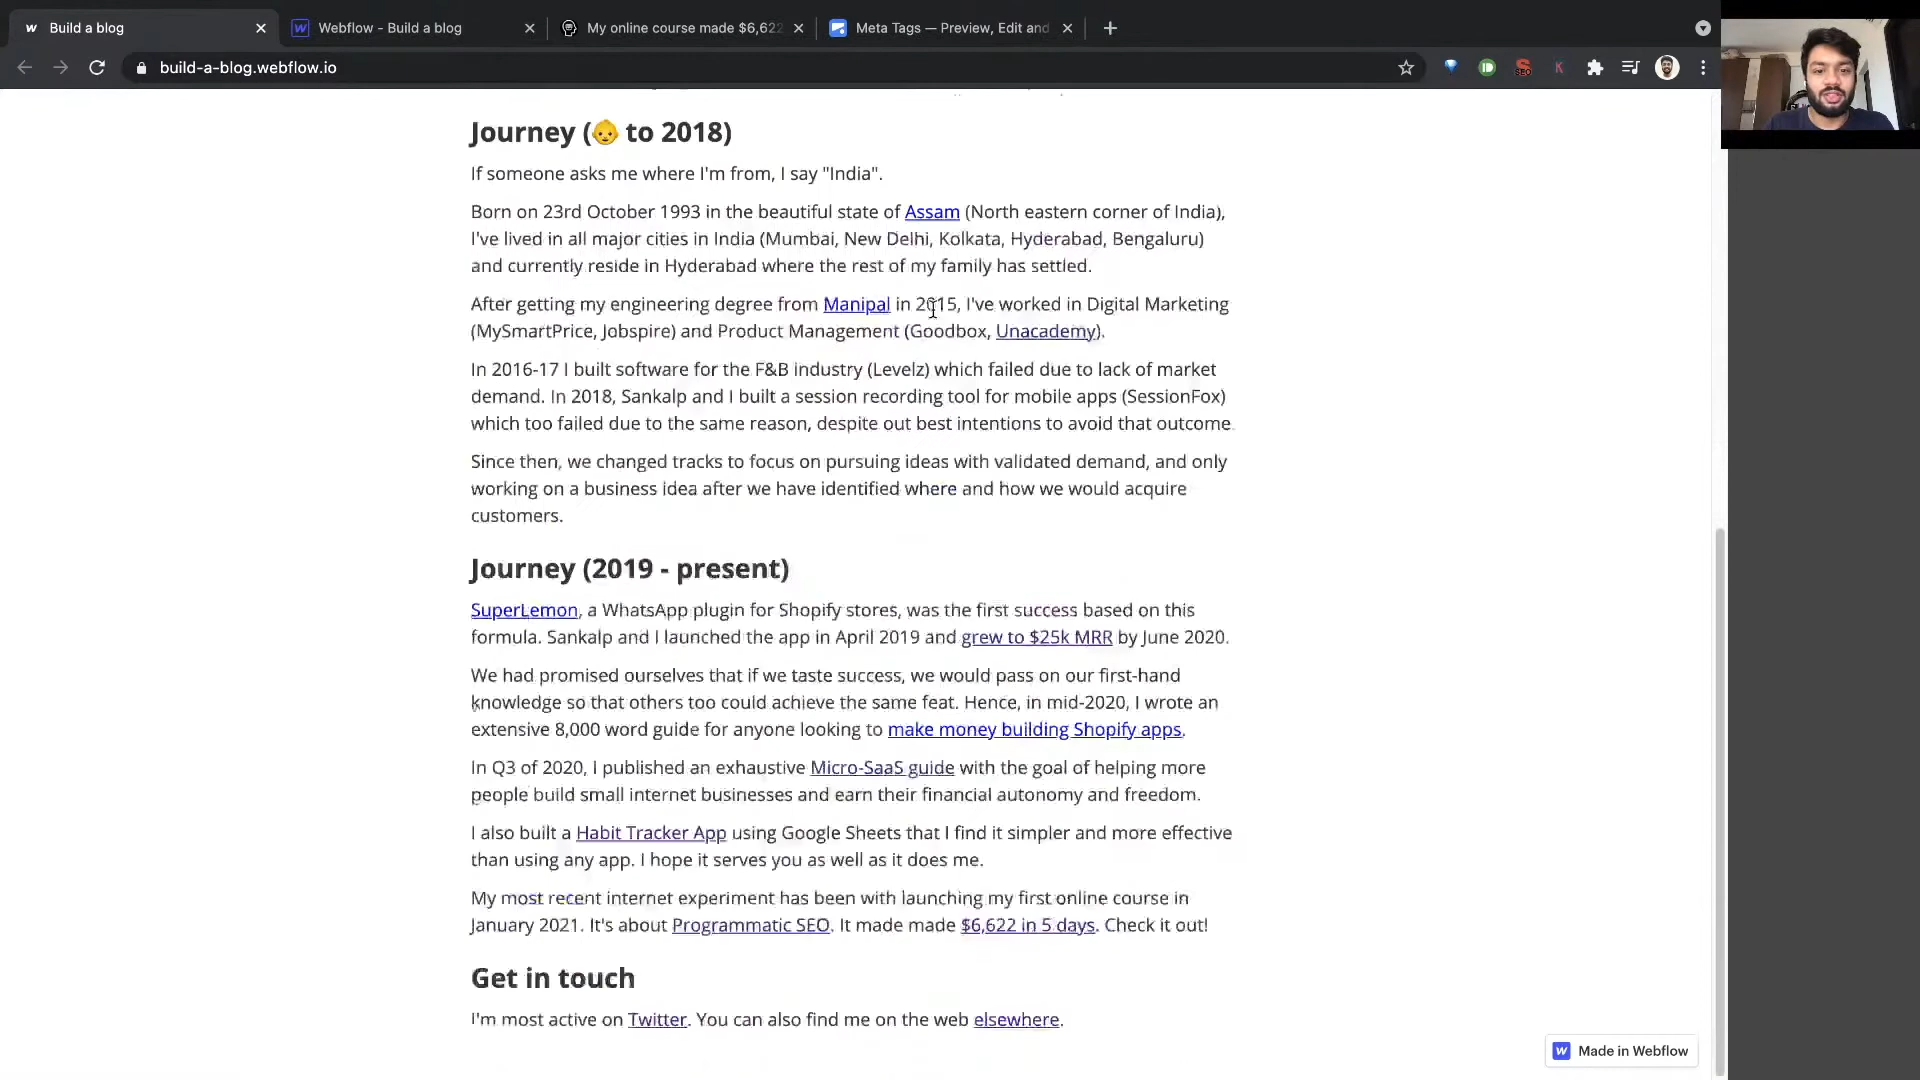 Build a blog
Webflow - Build a blog
My online course made $6,622
Meta Tags — Preview, Edit and
build-a-blog.webflow.io
Journey (👶 to 2018)
If someone asks me where I'm from, I say "India".
Born on 23rd October 1993 in the beautiful state of Assam (North eastern corner of India),
I've lived in all major cities in India (Mumbai, New Delhi, Kolkata, Hyderabad, Bengaluru)
and currently reside in Hyderabad where the rest of my family has settled.
After getting my engineering degree from Manipal in 2015, I've worked in Digital Marketing
(MySmartPrice, Jobspire) and Product Management (Goodbox, Unacademy).
In 2016-17 I built software for the F&B industry (Levelz) which failed due to lack of market
demand. In 2018, Sankalp and I built a session recording tool for mobile apps (SessionFox)
which too failed due to the same reason, despite out best intentions to avoid that outcome.
Since then, we changed tracks to focus on pursuing ideas with validated demand, and only
working on a business idea after we have identified where and how we would acquire
customers.
Journey (2019 - present)
SuperLemon, a WhatsApp plugin for Shopify stores, was the first success based on this
formula. Sankalp and I launched the app in April 2019 and grew to $25k MRR by June 2020.
We had promised ourselves that if we taste success, we would pass on our first-hand
knowledge so that others too could achieve the same feat. Hence, in mid-2020, I wrote an
extensive 8,000 word guide for anyone looking to make money building Shopify apps.
In Q3 of 2020, I published an exhaustive Micro-SaaS guide with the goal of helping more
people build small internet businesses and earn their financial autonomy and freedom.
I also built a Habit Tracker App using Google Sheets that I find it simpler and more effective
than using any app. I hope it serves you as well as it does me.
My most recent internet experiment has been with launching my first online course in
January 2021. It's about Programmatic SEO. It made made $6,622 in 5 days. Check it out!
Get in touch
I'm most active on Twitter. You can also find me on the web elsewhere.
Made in Webflow